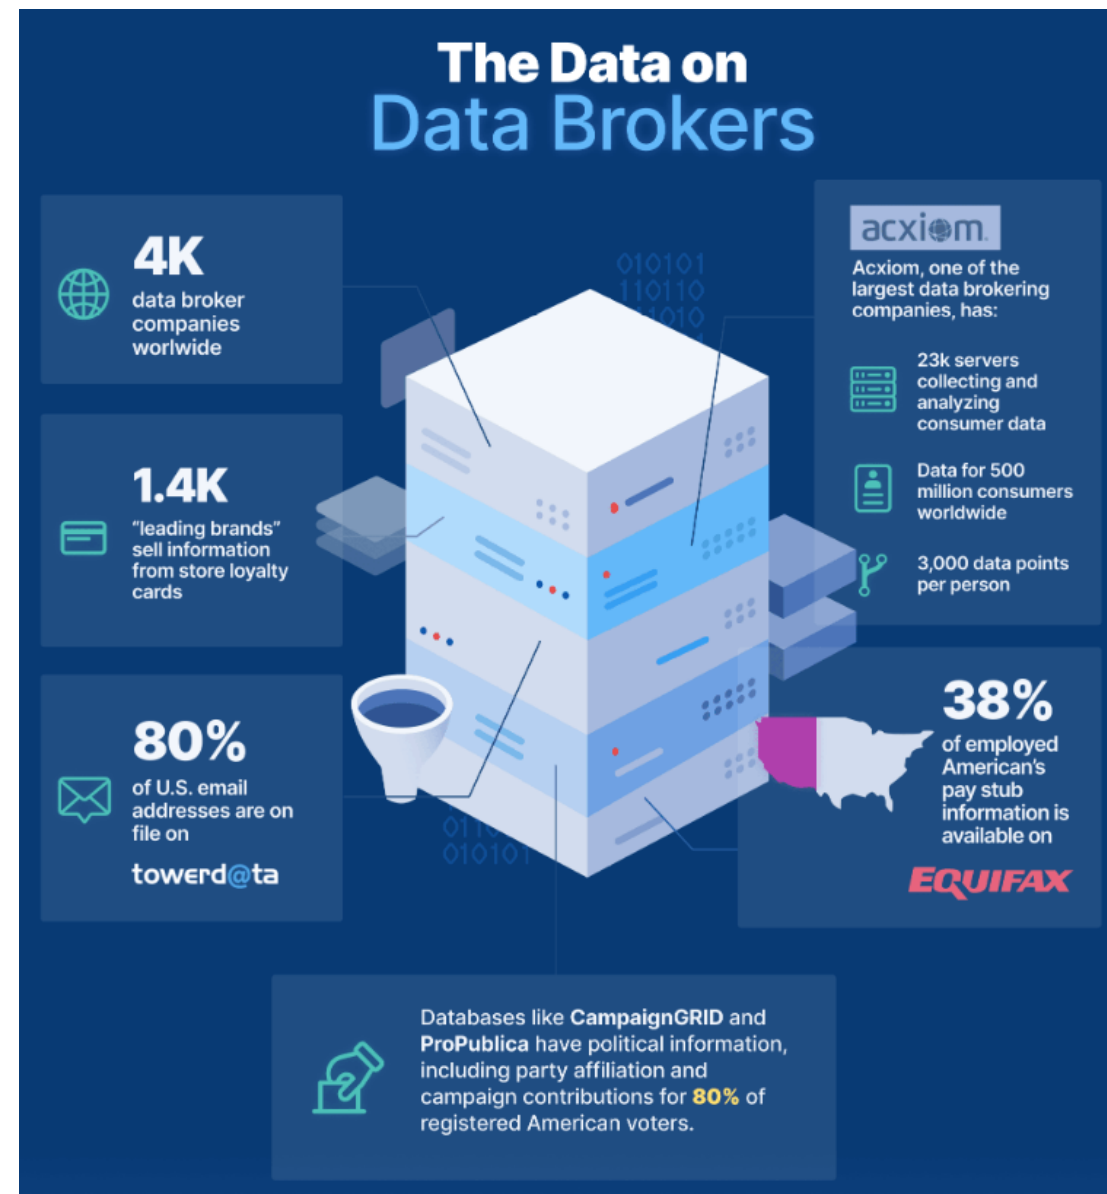 The Data on
Data Brokers
4K
data broker
companies
worlwide
1.4K
“leading brands”
sell information
from store loyalty
cards
80%
of U.S. email
addresses are on
file on
towerd@ta
acxiom.
Acxiom, one of the
largest data brokering
companies, has:
23k servers
collecting and
analyzing
consumer data
Data for 500
million consumers
worldwide
3,000 data points
per person
38%
of employed
American’s
pay stub
information is
available on
EQUIFAX
010101
110110
010101
Databases like CampaignGRID and
ProPublica have political information,
including party affiliation and
campaign contributions for 80% of
registered American voters.